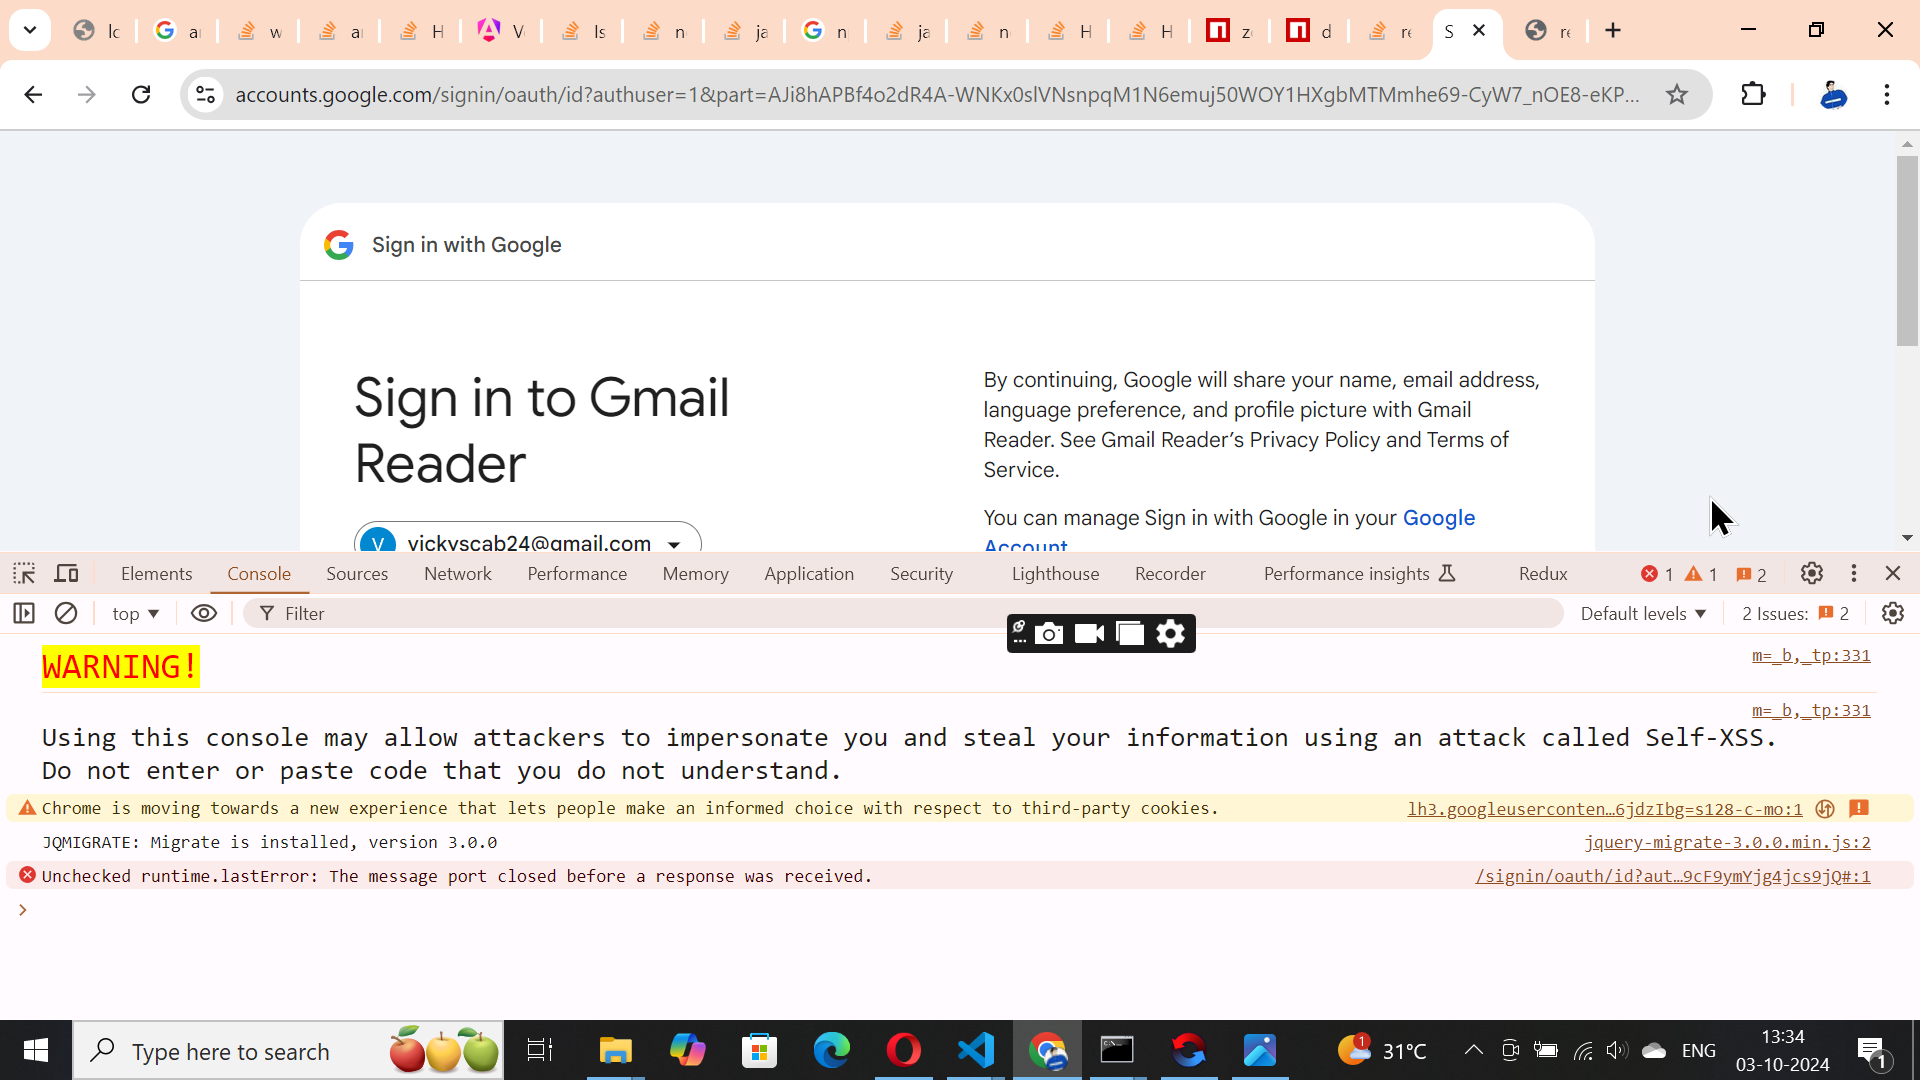 lc
a
w
a
H
V
Is
n
ja
n
ja
n
H
H
z
d
re
S
re
accounts.google.com/signin/oauth/id?authuser=1&part=AJi8hAPBf4o2dR4A-WNKx0slVNsnpqM1N6emuj50WOY1HXgbMTMmhe69-CyW7_nOE8-eKP...
Sign in with Google
Sign in to Gmail
Reader
vickyscab24@gmail.com
By continuing, Google will share your name, email address,
language preference, and profile picture with Gmail
Reader. See Gmail Reader’s Privacy Policy and Terms of
Service.
You can manage Sign in with Google in your Google
Account
Elements Console Sources Network Performance Memory Application Security Lighthouse Recorder Performance insights Redux 1 1 2
top Filter Default levels 2 Issues: 2
WARNING! m=_b,_tp:331
m=_b,_tp:331
Using this console may allow attackers to impersonate you and steal your information using an attack called Self-XSS.
Do not enter or paste code that you do not understand.
Chrome is moving towards a new experience that lets people make an informed choice with respect to third-party cookies. lh3.googleuserconten…6jdzIbg=s128-c-mo:1
JQMIGRATE: Migrate is installed, version 3.0.0 jquery-migrate-3.0.0.min.js:2
Unchecked runtime.lastError: The message port closed before a response was received. /signin/oauth/id?aut…9cF9ymYjg4jcs9jQ#:1
Type here to search
1
31°C
ENG
13:34
03-10-2024
1